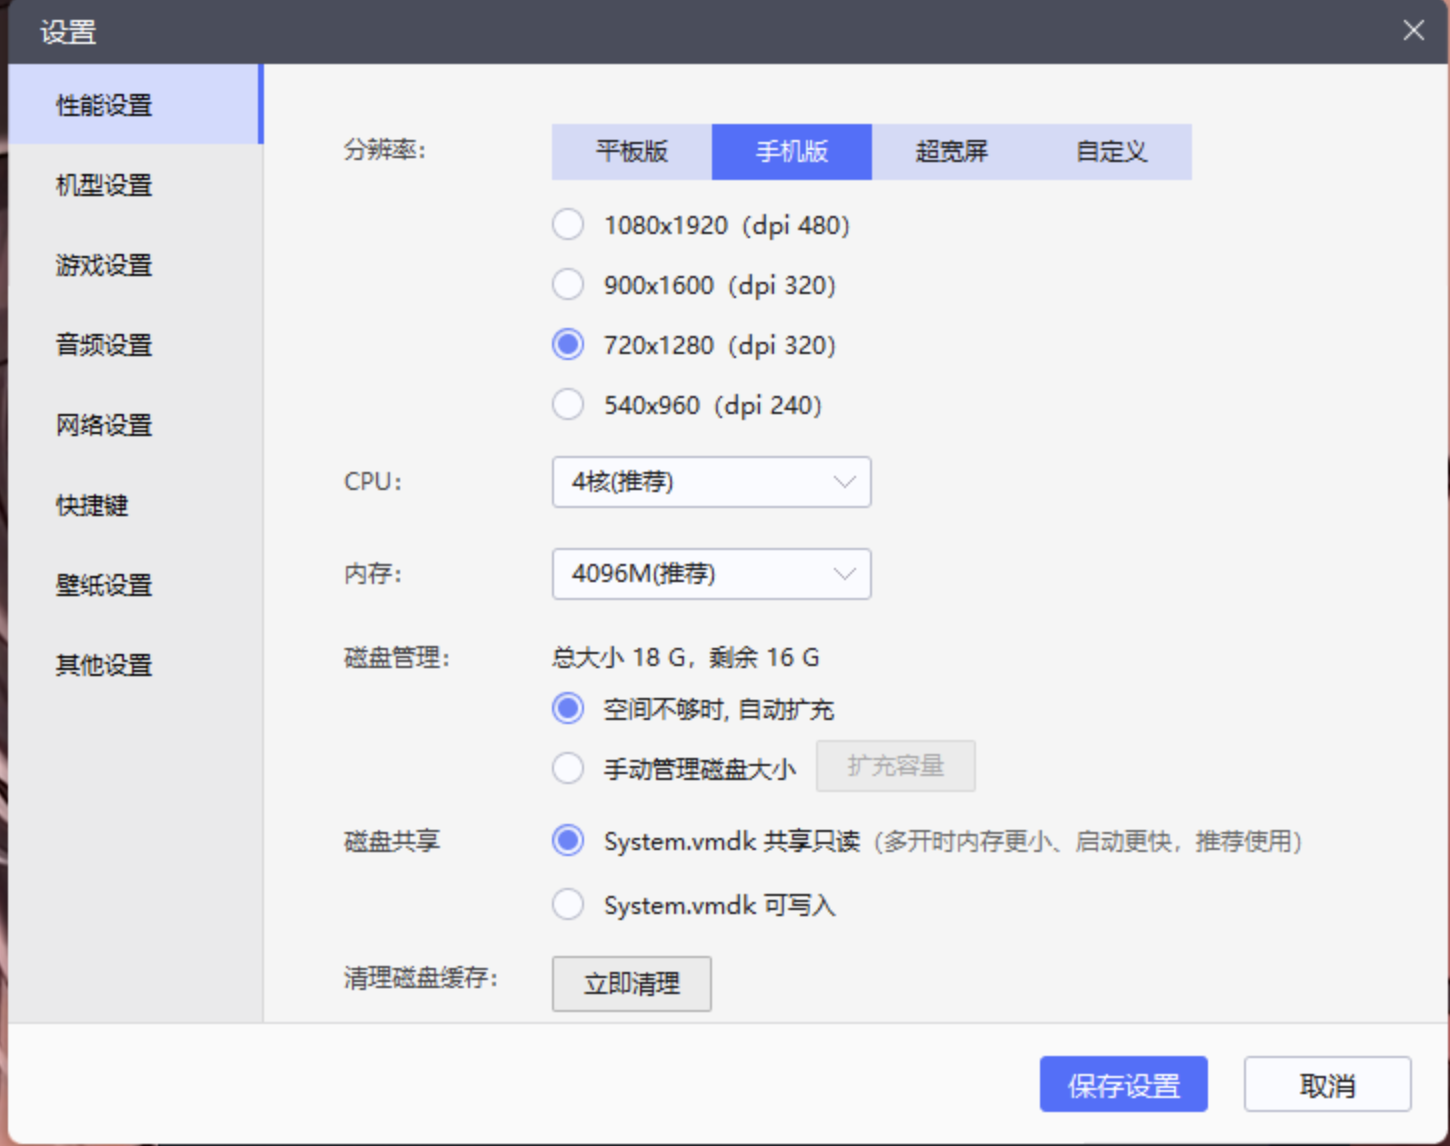 设置
性能设置
机型设置
游戏设置
音频设置
网络设置
快捷键
壁纸设置
其他设置
分辨率:
平板版 手机版 超宽屏 自定义
1080x1920 (dpi 480)
900x1600 (dpi 320)
720x1280 (dpi 320)
540x960 (dpi 240)
CPU: 4核(推荐)
内存: 4096M(推荐)
磁盘管理: 总大小 18 G，剩余 16 G
空间不够时, 自动扩充
手动管理磁盘大小 扩充容量
磁盘共享 System.vmdk 共享只读（多开时内存更小、启动更快，推荐使用）
System.vmdk 可写入
清理磁盘缓存: 立即清理
保存设置 取消